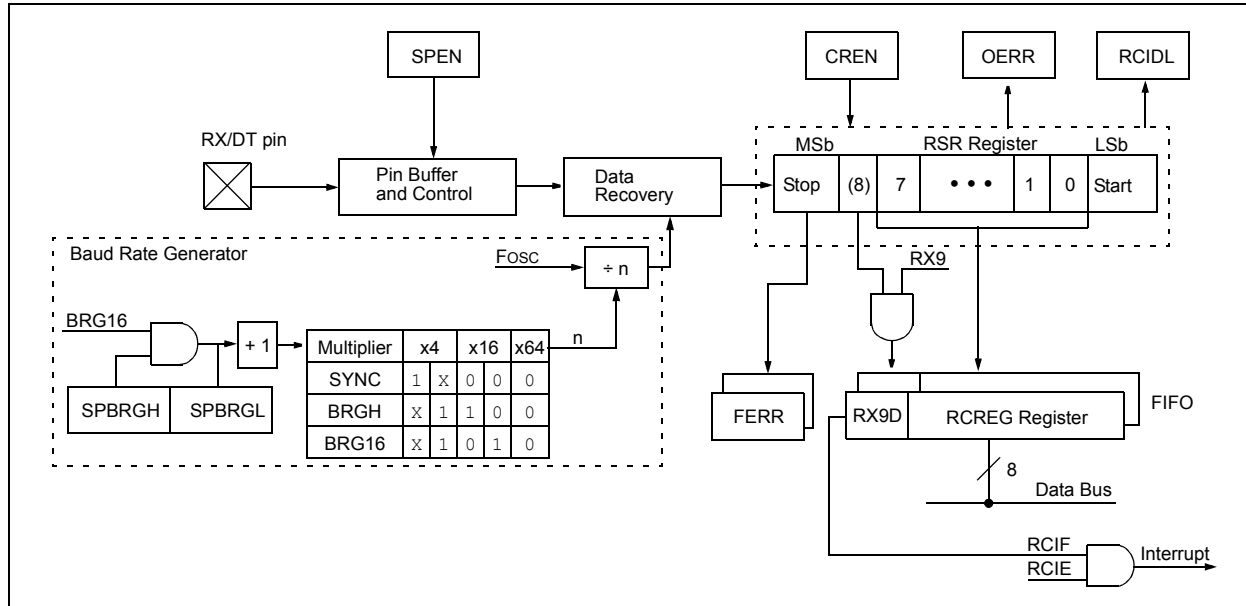 SPEN
CREN
OERR
RCIDL
RX/DT pin
MSb
RSR Register
LSb
Pin Buffer
and Control
Data
Recovery
Stop (8) 7 • • • 1 0 Start
Baud Rate Generator
FOSC
÷ n
RX9
BRG16
+ 1
n
Multiplier x4 x16 x64
SYNC 1 X 0 0 0
BRGH X 1 1 0 0
BRG16 X 1 0 1 0
SPBRGH SPBRGL
FERR
RX9D RCREG Register
FIFO
8
Data Bus
RCIF
RCIE
Interrupt